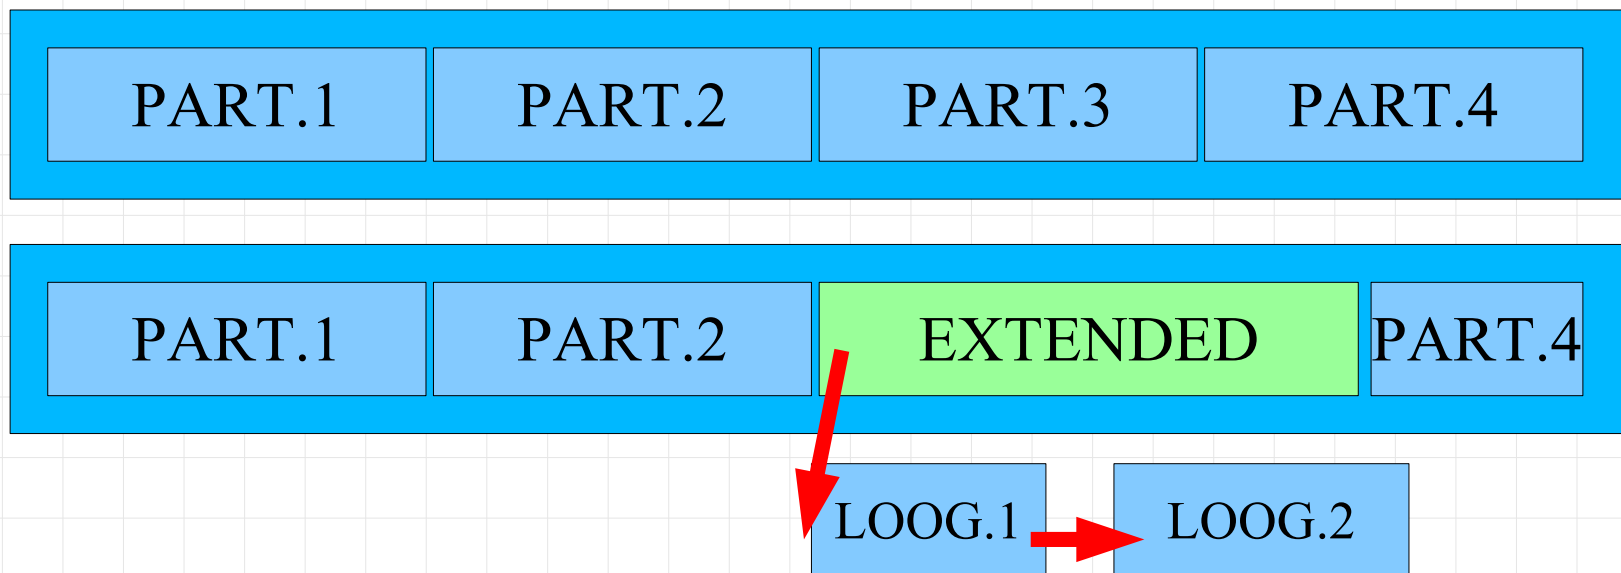 PART.1 PART.2 PART.3 PART.4
PART.1 PART.2 EXTENDED PART.4
LOOG.1 LOOG.2